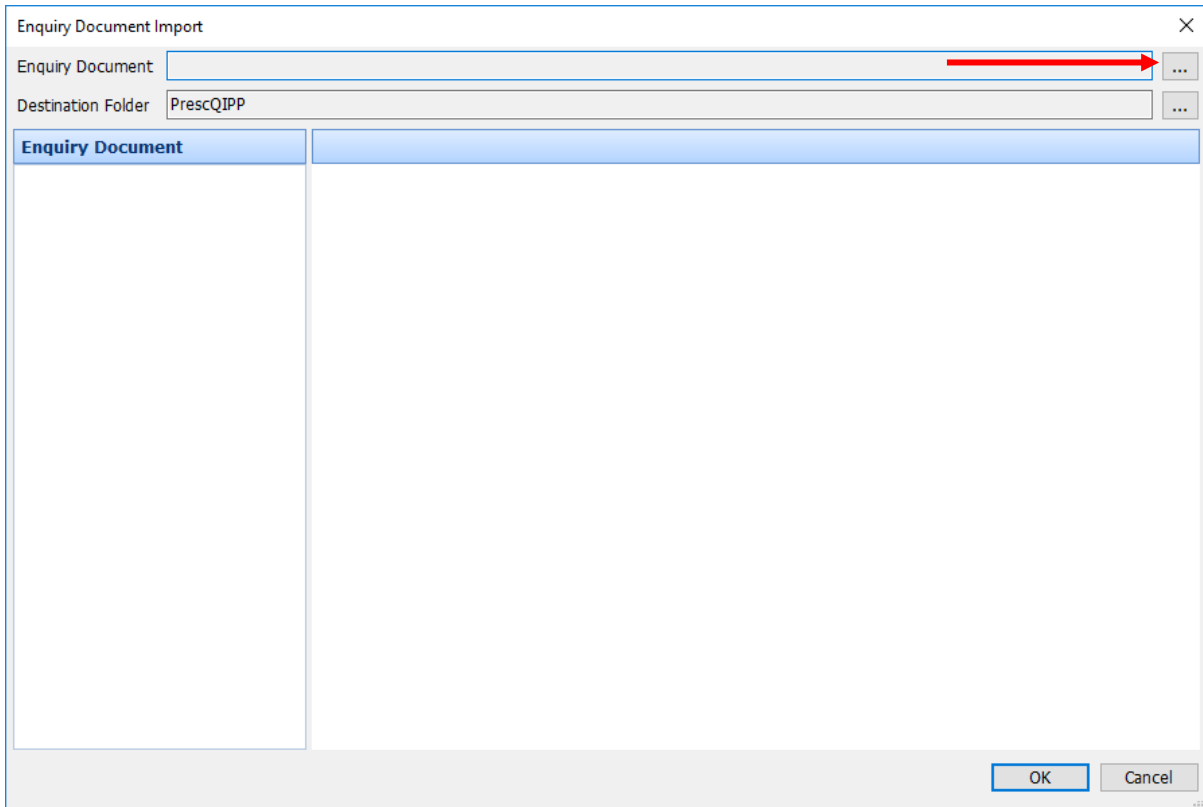 Enquiry Document Import
Enquiry Document ...
Destination Folder PrescQIPP ...
Enquiry Document
OK Cancel